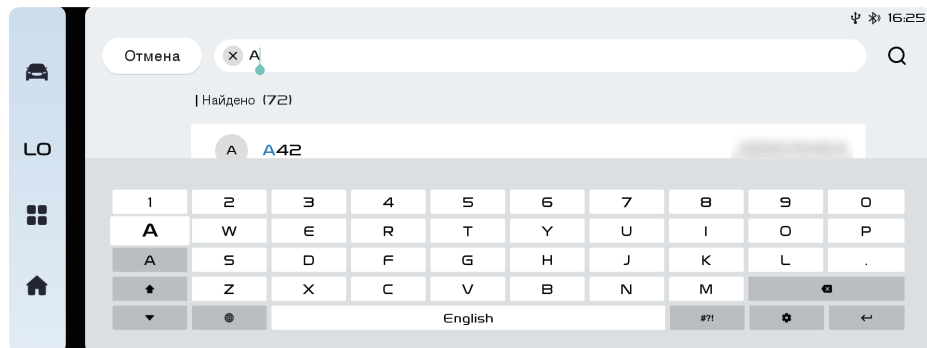 16:25
Отмена
A
Найдено (72)
LO
A A42
1 2 3 4 5 6 7 8 9 0
A W E R T Y U I O P
A S D F G H J K L .
Z X C V B N M
English #?!